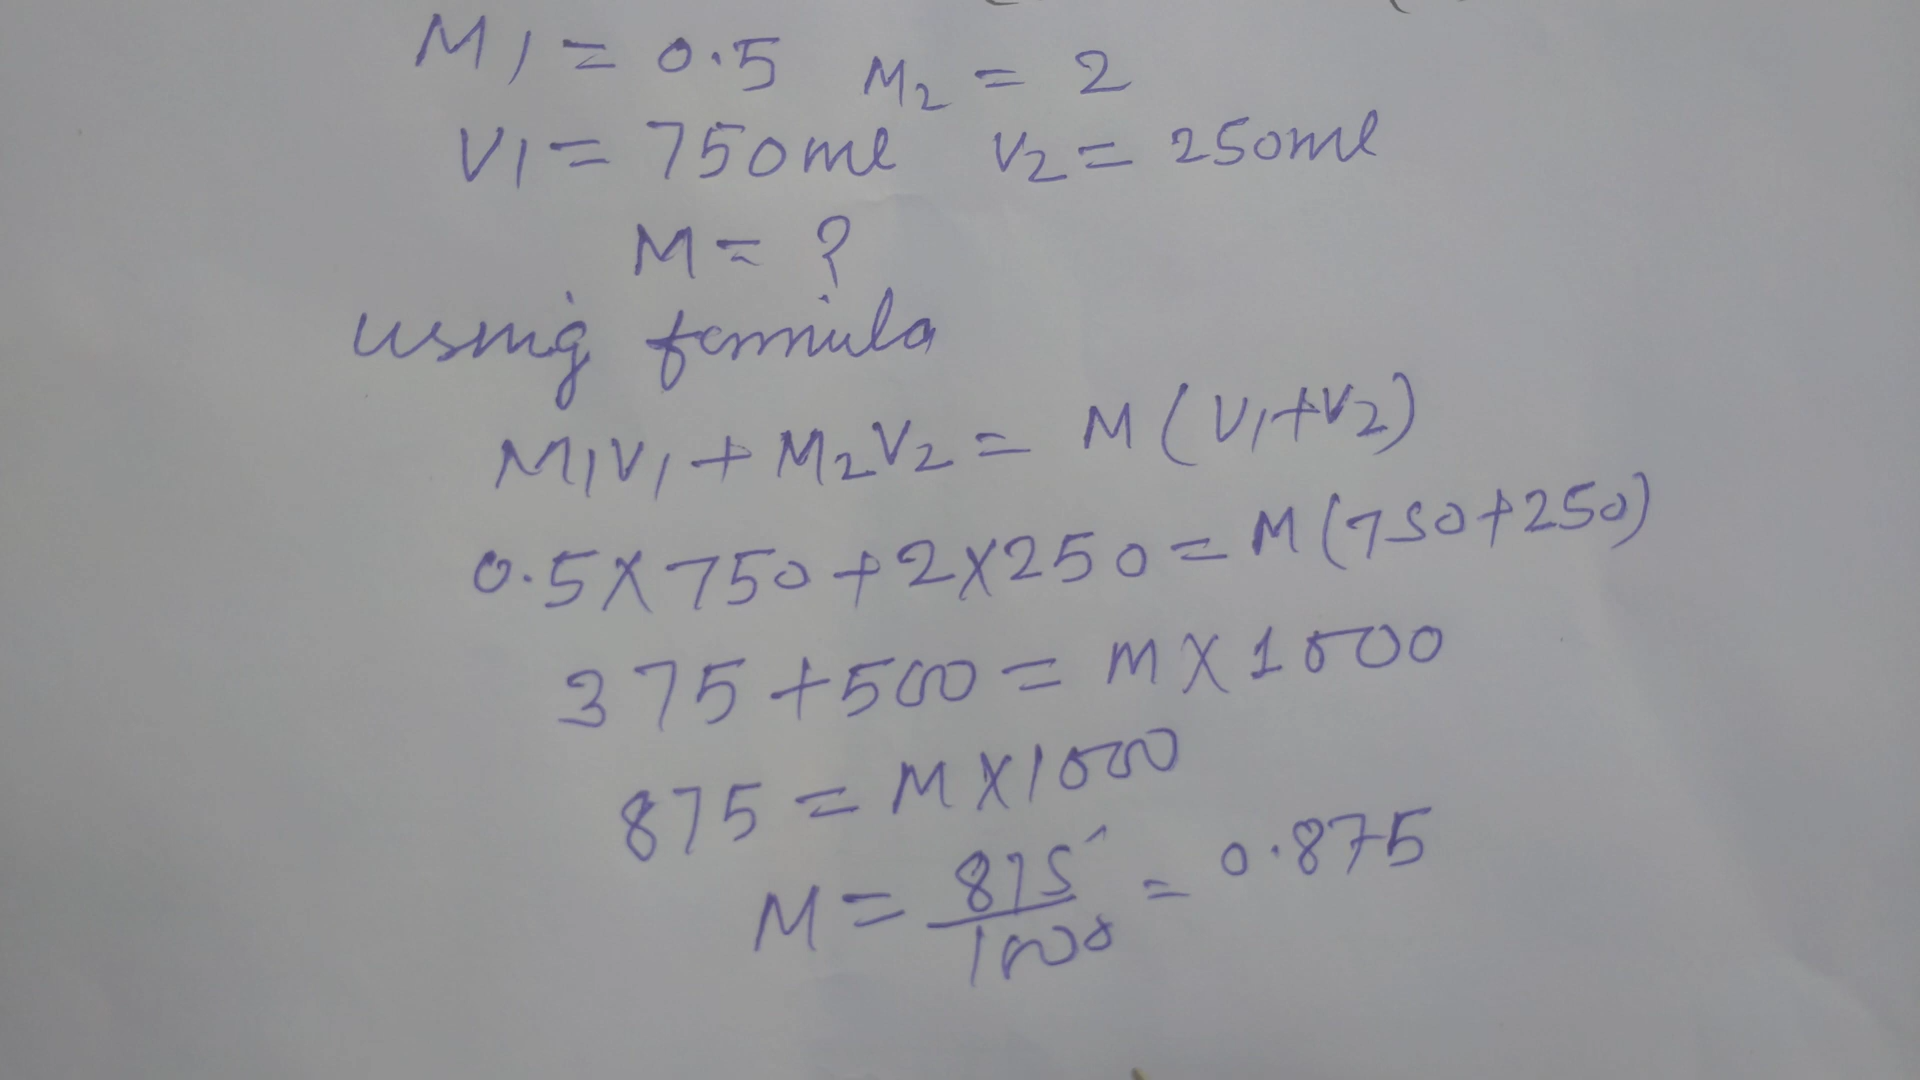 M1 = 0.5 M2 = 2
V1 = 750ml V2 = 250ml
M = ?
using formula
M1V1 + M2V2 = M (V1+V2)
0.5 X 750 + 2 X 250 = M (750+250)
375 + 500 = M X 1000
875 = M X 1000
M = 875/1000 = 0.875